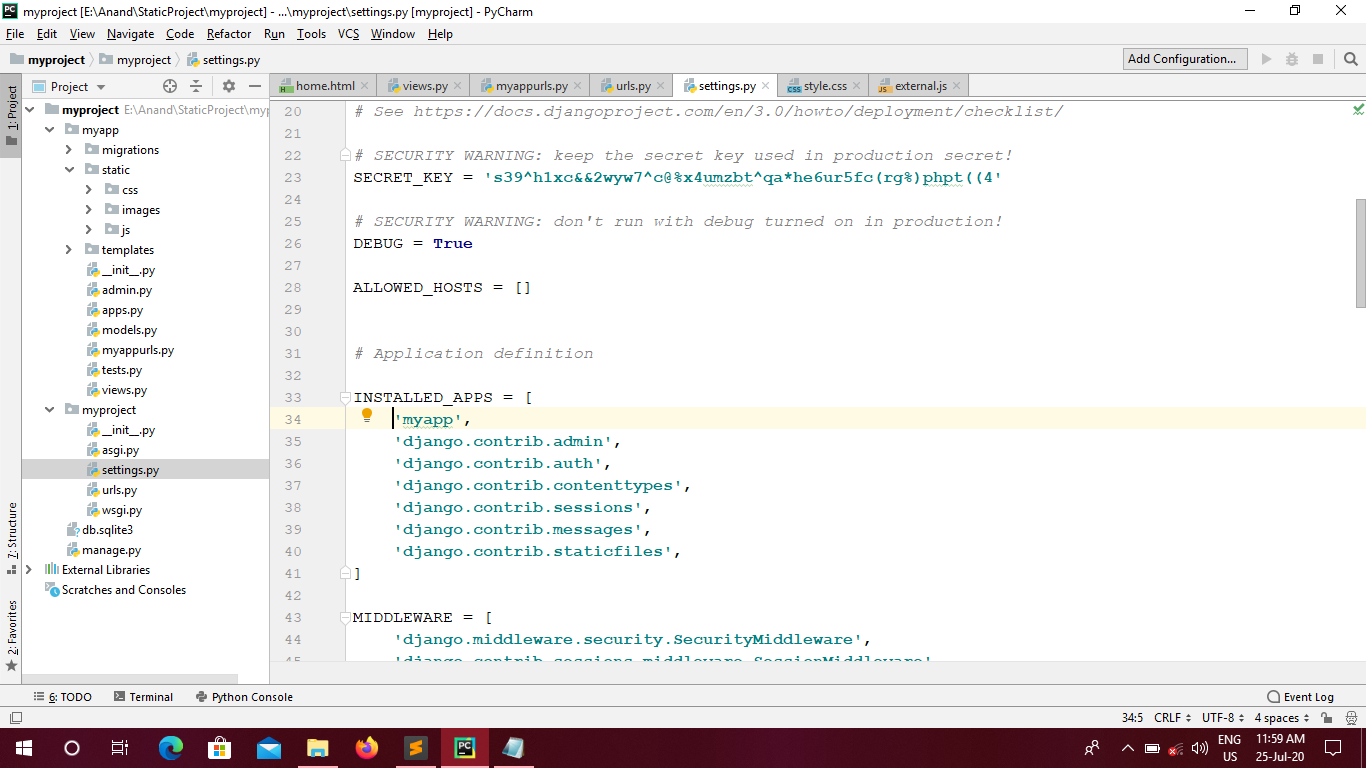 myproject [E:\Anand\StaticProject\myproject] - ...\myproject\settings.py [myproject] - PyCharm
File Edit View Navigate Code Refactor Run Tools VCS Window Help
myproject myproject settings.py
Add Configuration...
Project
home.html views.py myappurls.py urls.py settings.py style.css external.js
1: Project
7: Structure
2: Favorites
myproject E:\Anand\StaticProject\myp
myapp
migrations
static
css
images
js
templates
__init__.py
admin.py
apps.py
models.py
myappurls.py
tests.py
views.py
myproject
__init__.py
asgi.py
settings.py
urls.py
wsgi.py
db.sqlite3
manage.py
External Libraries
Scratches and Consoles
20 # See https://docs.djangoproject.com/en/3.0/howto/deployment/checklist/
21
22 # SECURITY WARNING: keep the secret key used in production secret!
23 SECRET_KEY = 's39^h1xc&&2wyw7^c@%x4umzbt^qa*he6ur5fc(rg%)phpt((4'
24
25 # SECURITY WARNING: don't run with debug turned on in production!
26 DEBUG = True
27
28 ALLOWED_HOSTS = []
29
30
31 # Application definition
32
33 INSTALLED_APPS = [
34 'myapp',
35 'django.contrib.admin',
36 'django.contrib.auth',
37 'django.contrib.contenttypes',
38 'django.contrib.sessions',
39 'django.contrib.messages',
40 'django.contrib.staticfiles',
41 ]
42
43 MIDDLEWARE = [
44 'django.middleware.security.SecurityMiddleware',
45 'django.contrib.sessions.middleware.SessionMiddleware'
6: TODO Terminal Python Console
Event Log
34:5 CRLF UTF-8 4 spaces
ENG
US
11:59 AM
25-Jul-20